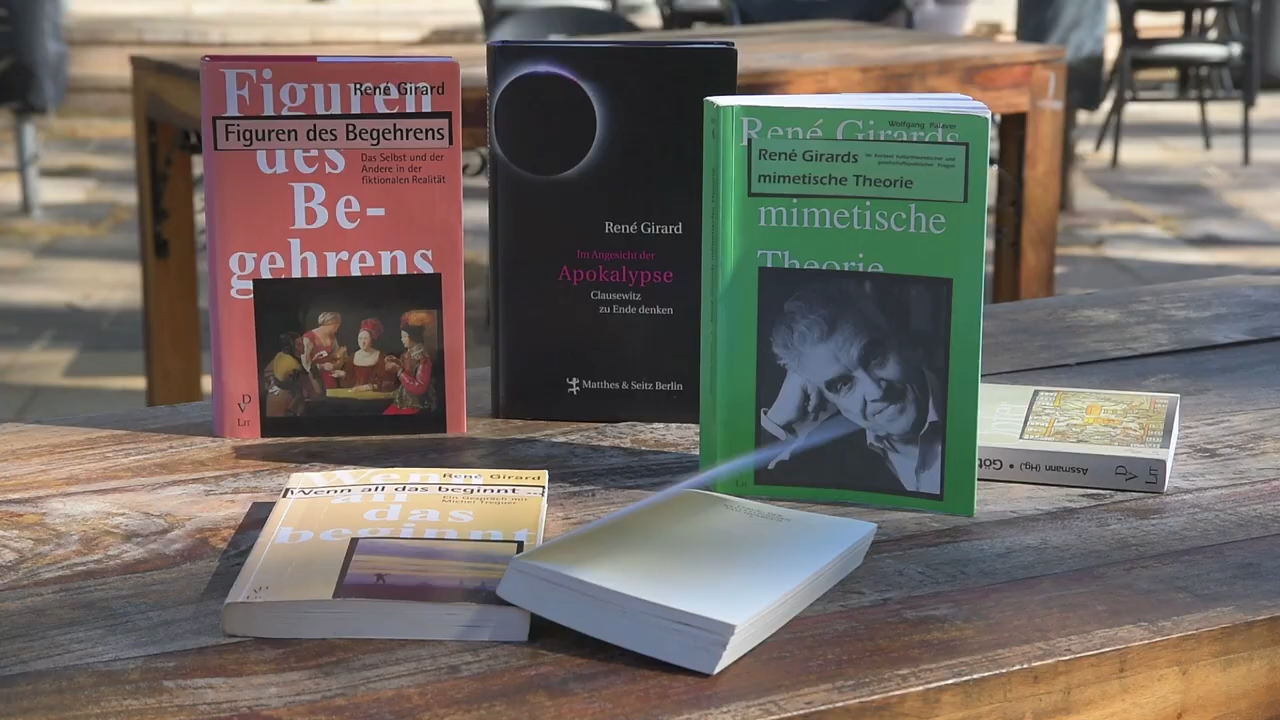 Figuren
des
Be-
gehrens
René Girard
Figuren des Begehrens
Das Selbst und der
Andere in der
fiktionalen Realität
D
V
LIT
René Girard
Im Angesicht der
Apokalypse
Clausewitz
zu Ende denken
Matthes & Seitz Berlin
Wolfgang Palaver
René Girards
René Girards
mimetische Theorie
mimetische
Theorie
LIT
René Girard
Wenn all das beginnt ...
Ein Gespräch mit
Michel Treguer
Wenn
all
das
beginnt
Assmann (Hg.) • Göt
D
V
LIT